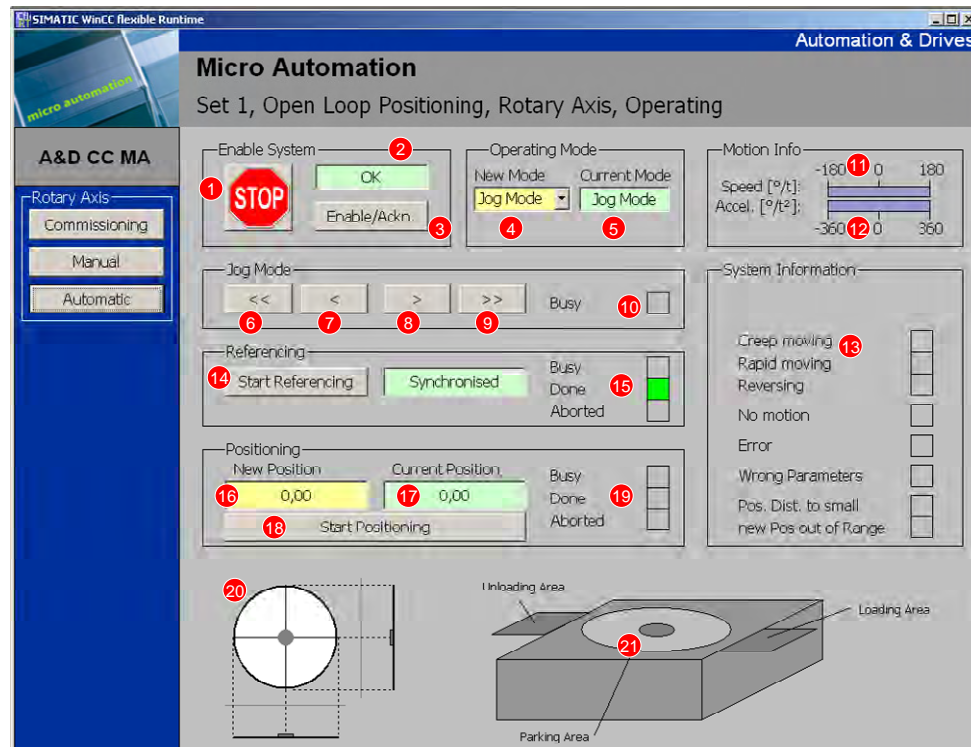 SIMATIC WinCC flexible Runtime
Automation & Drives
micro automation
Micro Automation
Set 1, Open Loop Positioning, Rotary Axis, Operating
A&D CC MA
Rotary Axis
Commissioning
Manual
Automatic
Enable System
2
1
STOP
OK
Enable/Ackn.
3
Operating Mode
New Mode Current Mode
Jog Mode Jog Mode
4 5
Motion Info
-180 11 0 180
Speed [°/t]:
Accel. [°/t²]:
-360 12 0 360
Jog Mode
<< < > >> Busy 10
6 7 8 9
Referencing
14 Start Referencing Synchronised
Busy
Done 15
Aborted
Positioning
New Position Current Position
16 0,00 17 0,00
18 Start Positioning
Busy
Done 19
Aborted
System Information
Creep moving 13
Rapid moving
Reversing
No motion
Error
Wrong Parameters
Pos. Dist. to small
new Pos out of Range
20
Unloading Area
Loading Area
21
Parking Area